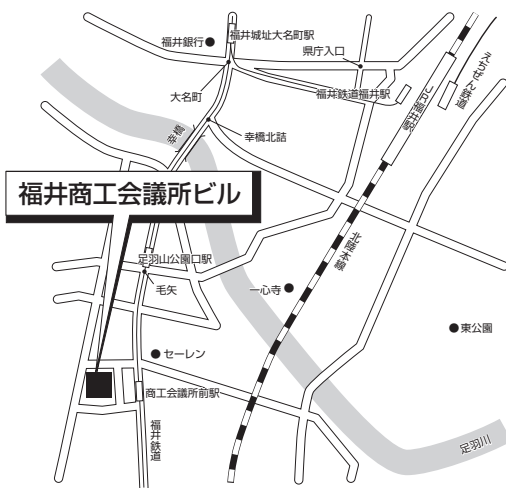 福井城址大名町駅
福井銀行
県庁入口
えちぜん鉄道
大名町
福井鉄道福井駅
JR福井駅
幸橋
幸橋北詰
福井商工会議所ビル
北陸本線
足羽山公園口駅
毛矢
一心寺
東公園
セーレン
商工会議所前駅
福井鉄道
足羽川